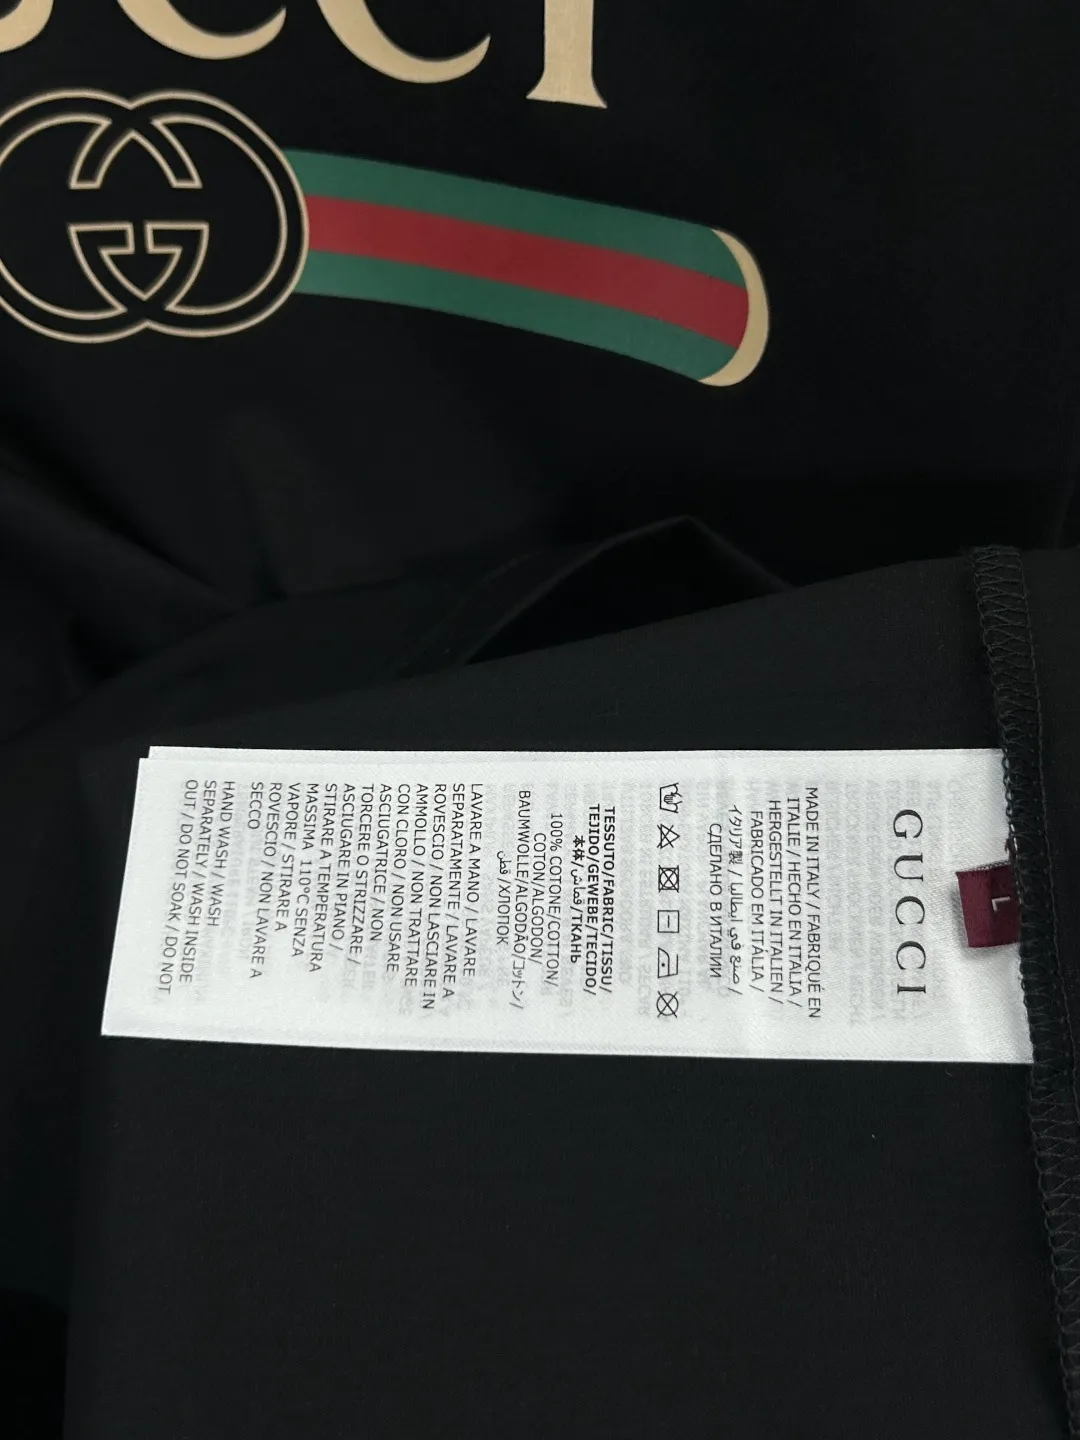 GUCCI
MADE IN ITALY / FABRIQUÉ EN
ITALIE / HECHO EN ITALIA /
HERGESTELLT IN ITALIEN /
FABRICADO EM ITÁLIA /
イタリア製 / صنع في إيطاليا /
СДЕЛАНО В ИТАЛИИ
TESSUTO/FABRIC/TISSU/
TEJIDO/GEWEBE/TECIDO/
本体/قماش/ТКАНЬ
100% COTONE/COTTON/
COTON/ALGODON/
BAUMWOLLE/ALGODÃO/コットン/
قطن/ХЛОПОК
LAVARE A MANO / LAVARE
SEPARATAMENTE / LAVARE A
ROVESCIO / NON LASCIARE IN
AMMOLLO / NON TRATTARE
CON CLORO / NON USARE
ASCIUGATRICE / NON
TORCERE O STRIZZARE /
ASCIUGARE IN PIANO /
STIRARE A TEMPERATURA
MASSIMA 110°C SENZA
VAPORE / STIRARE A
ROVESCIO / NON LAVARE A
SECCO
HAND WASH / WASH
SEPARATELY / WASH INSIDE
OUT / DO NOT SOAK / DO NOT
L